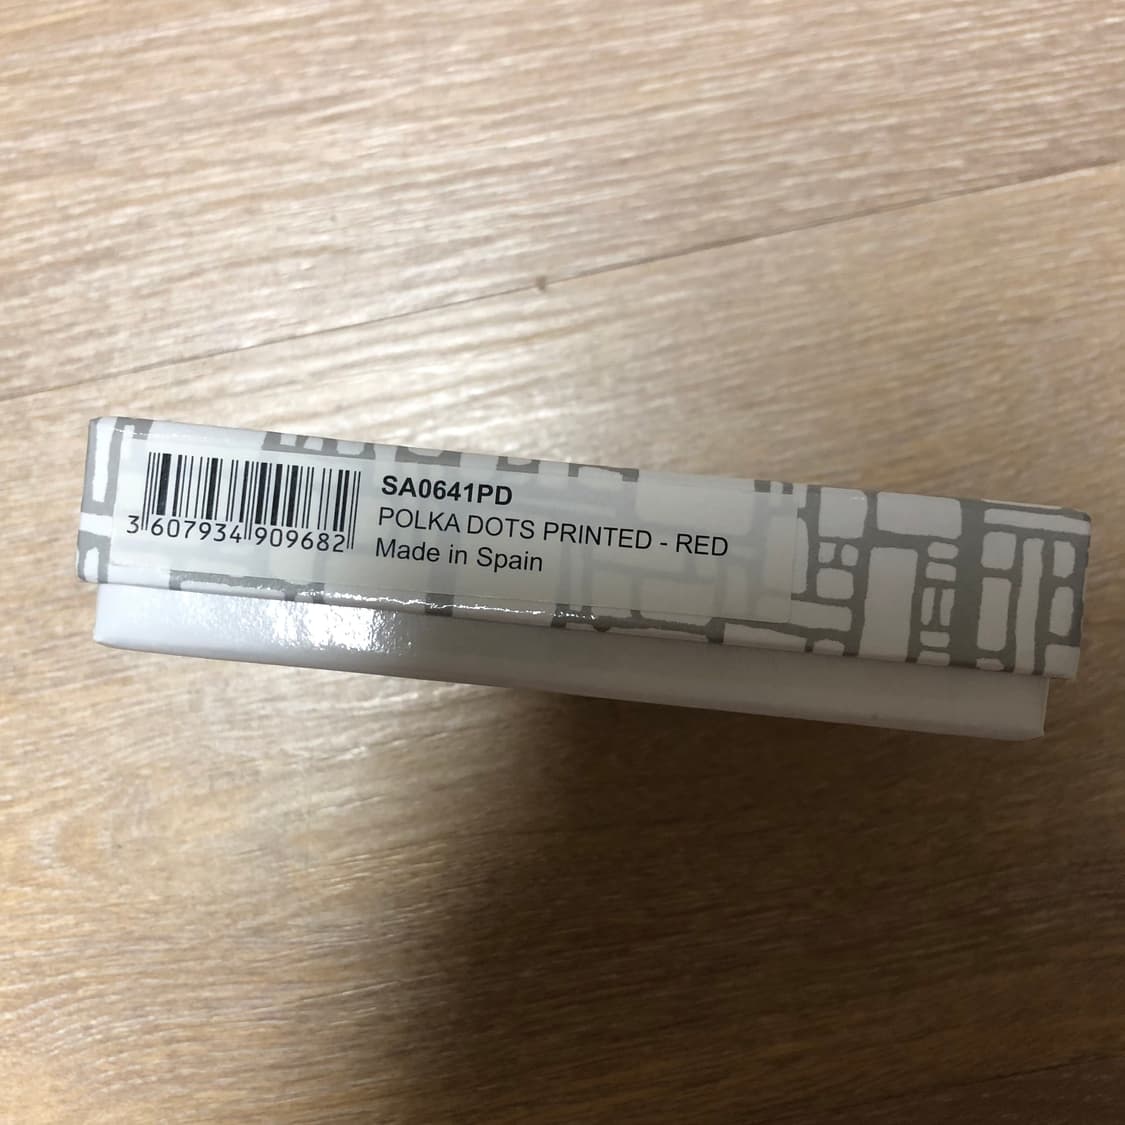 SA0641PD
POLKA DOTS PRINTED - RED
Made in Spain
3 607934 909682